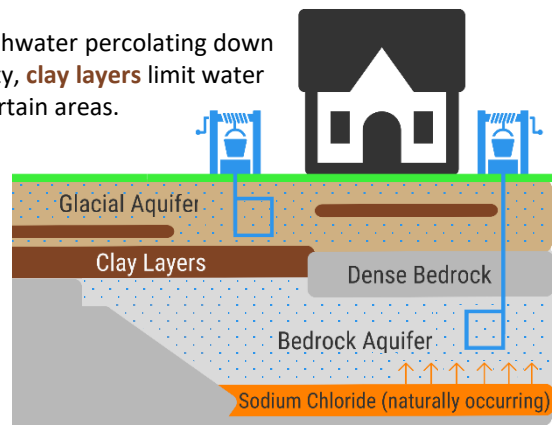 hwater percolating down
ty, clay layers limit water
rtain areas.
Glacial Aquifer
Clay Layers
Dense Bedrock
Bedrock Aquifer
Sodium Chloride (naturally occurring)